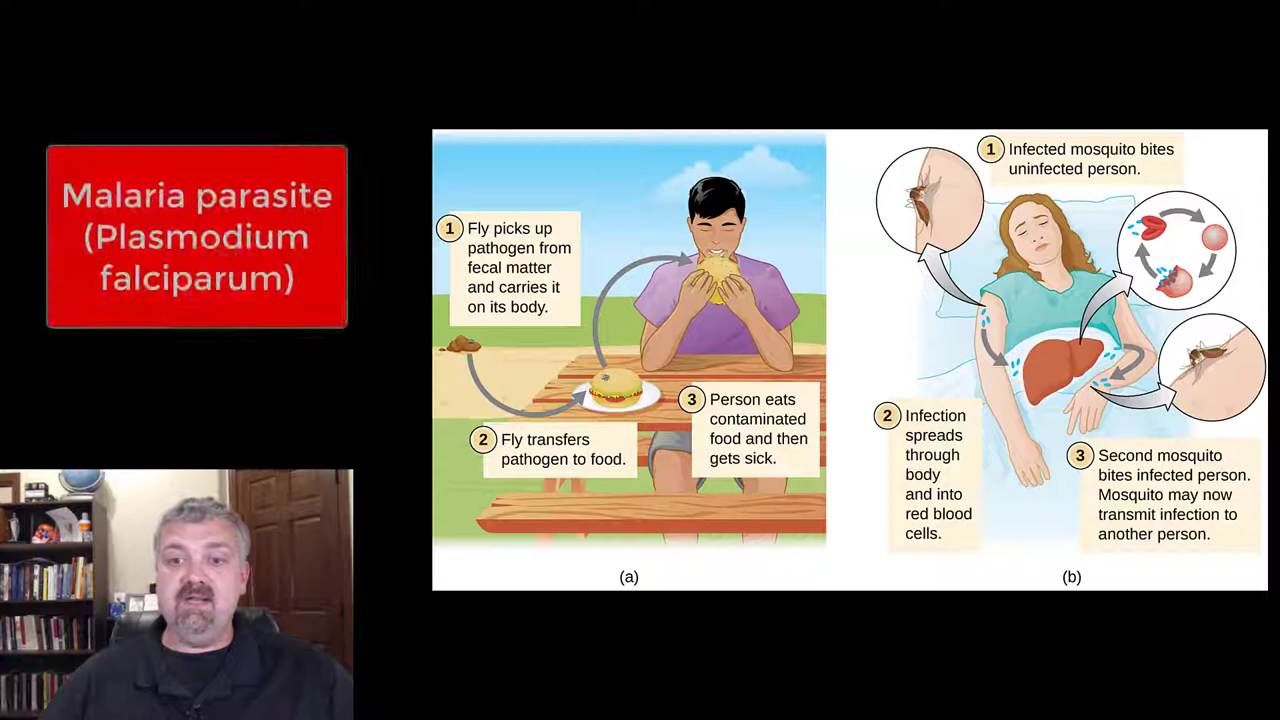 Malaria parasite
(Plasmodium
falciparum)
1 Fly picks up
pathogen from
fecal matter
and carries it
on its body.
2 Fly transfers
pathogen to food.
3 Person eats
contaminated
food and then
gets sick.
(a)
1 Infected mosquito bites
uninfected person.
2 Infection
spreads
through
body
and into
red blood
cells.
3 Second mosquito
bites infected person.
Mosquito may now
transmit infection to
another person.
(b)